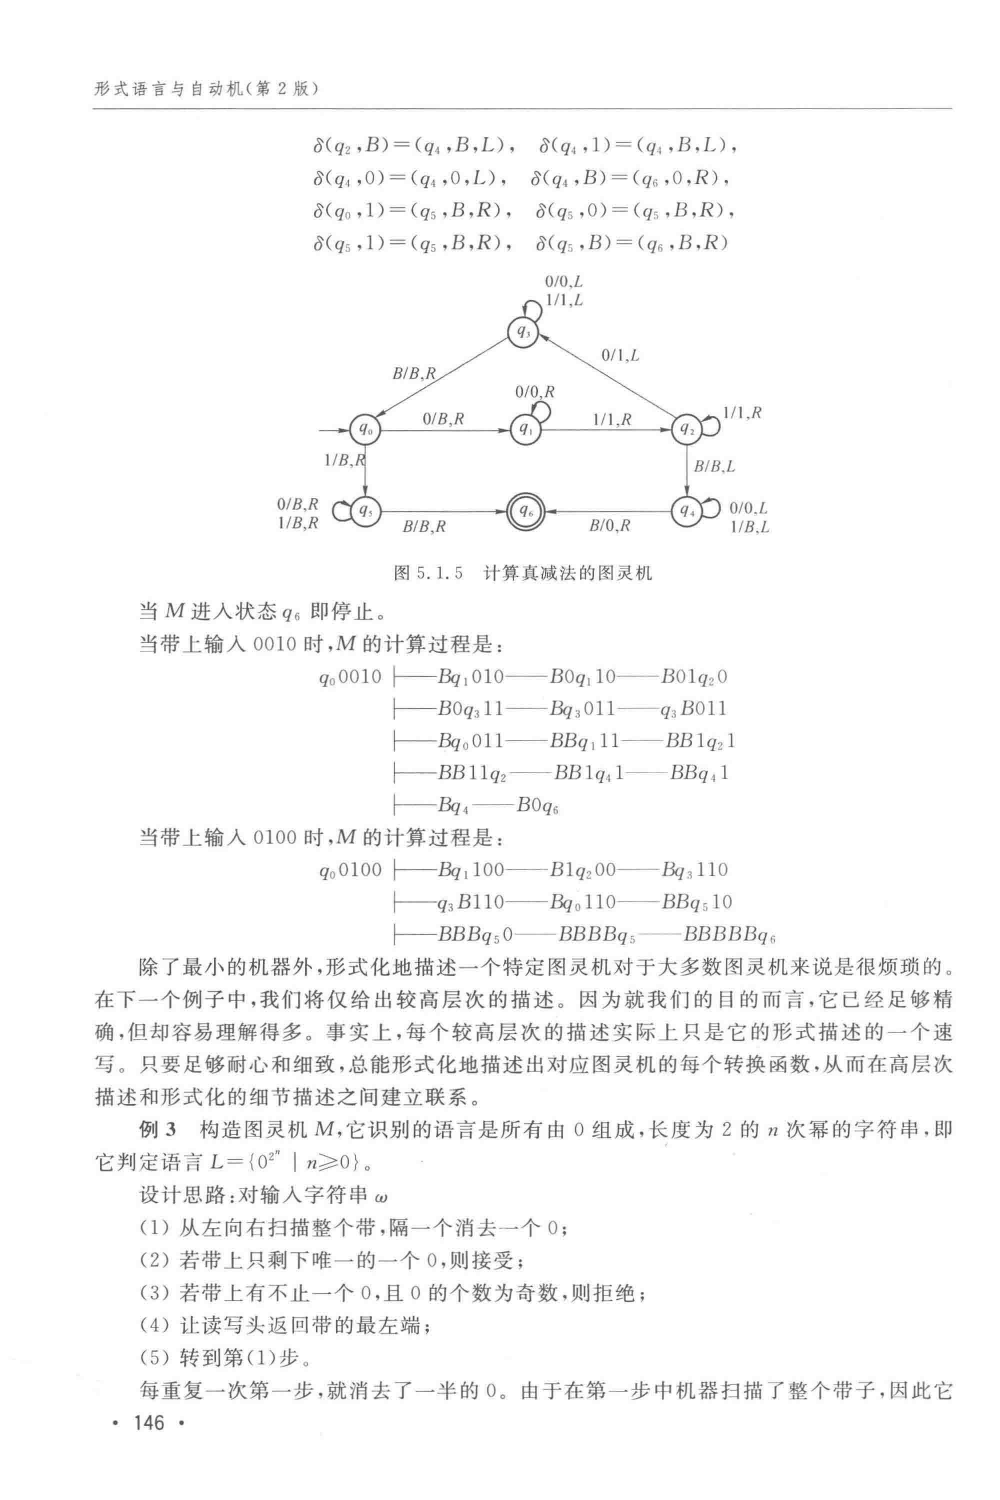 形式语言与自动机(第 2 版)
δ(q₂,B)=(q₄,B,L), δ(q₄,1)=(q₄,B,L),
δ(q₄,0)=(q₄,0,L), δ(q₄,B)=(q₆,0,R),
δ(q₀,1)=(q₅,B,R), δ(q₅,0)=(q₅,B,R),
δ(q₅,1)=(q₅,B,R), δ(q₅,B)=(q₆,B,R)
0/0,L
1/1,L
q₃
0/1,L
B/B,R
0/0,R
1/1,R
0/B,R
1/1,R
q₀
q₁
q₂
1/B,R
B/B,L
0/B,R
1/B,R
q₅
B/B,R
q₆
B/0,R
q₄
0/0,L
1/B,L
图 5.1.5 计算真减法的图灵机
当 M 进入状态 q₆ 即停止。
当带上输入 0010 时,M 的计算过程是:
q₀0010├──Bq₁010──B0q₁10──B01q₂0
├──B0q₃11──Bq₃011──q₃B011
├──Bq₀011──BBq₁11──BB1q₂1
├──BB11q₂──BB1q₄1──BBq₄1
├──Bq₄──B0q₆
当带上输入 0100 时,M 的计算过程是:
q₀0100├──Bq₁100──B1q₂00──Bq₃110
├──q₃B110──Bq₀110──BBq₅10
├──BBBq₅0──BBBBq₅──BBBBBq₆
除了最小的机器外,形式化地描述一个特定图灵机对于大多数图灵机来说是很烦琐的。
在下一个例子中,我们将仅给出较高层次的描述。因为就我们的目的而言,它已经足够精
确,但却容易理解得多。事实上,每个较高层次的描述实际上只是它的形式描述的一个速
写。只要足够耐心和细致,总能形式化地描述出对应图灵机的每个转换函数,从而在高层次
描述和形式化的细节描述之间建立联系。
例 3 构造图灵机 M,它识别的语言是所有由 0 组成,长度为 2 的 n 次幂的字符串,即
它判定语言 L={0^{2^n} | n⩾0}。
设计思路:对输入字符串 ω
(1) 从左向右扫描整个带,隔一个消去一个 0;
(2) 若带上只剩下唯一的一个 0,则接受;
(3) 若带上有不止一个 0,且 0 的个数为奇数,则拒绝;
(4) 让读写头返回带的最左端;
(5) 转到第(1)步。
每重复一次第一步,就消去了一半的 0。由于在第一步中机器扫描了整个带子,因此它
· 146 ·